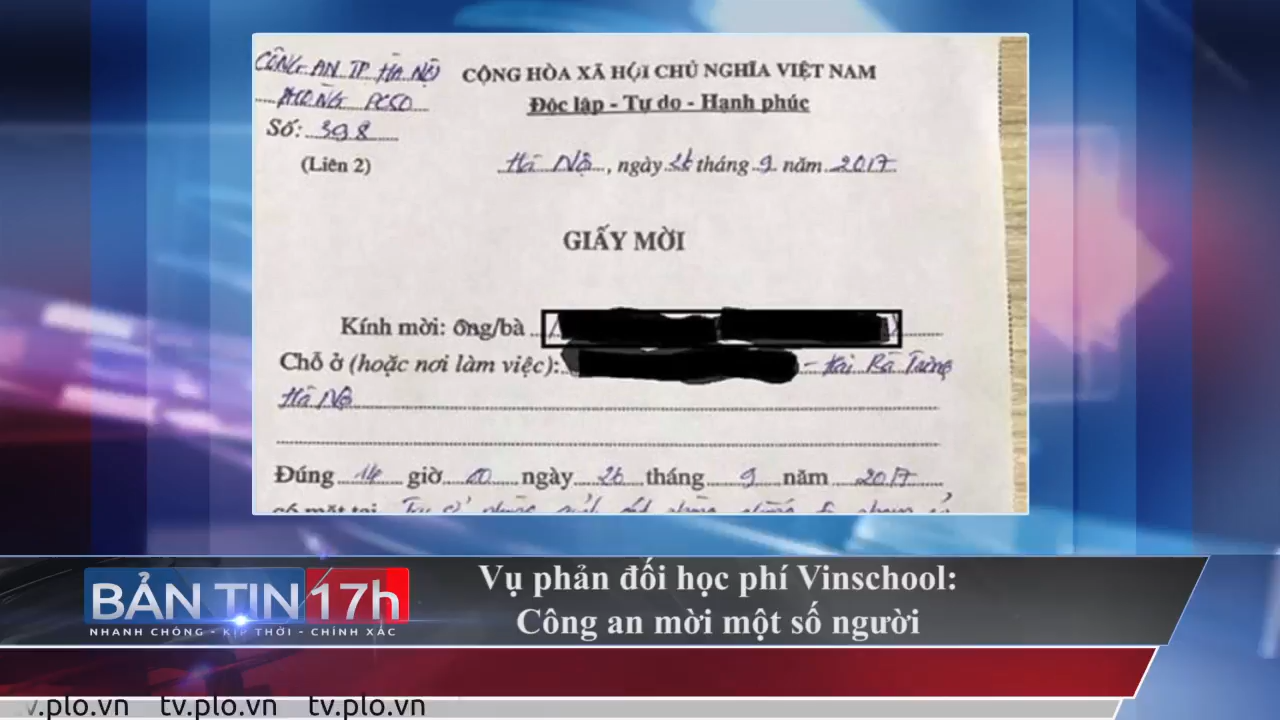 CÔNG AN TP HÀ NỘI
PHÒNG PC50
Số: 398
(Liên 2)
CỘNG HÒA XÃ HỘI CHỦ NGHĨA VIỆT NAM
Độc lập - Tự do - Hạnh phúc
Hà Nội, ngày 26 tháng 9 năm 2017
GIẤY MỜI
Kính mời: ông/bà
Chỗ ở (hoặc nơi làm việc): - Hai Bà Trưng
Hà Nội
Đúng 14 giờ 00 ngày 26 tháng 9 năm 2017
có mặt tại
BẢN TIN 17h
NHANH CHÓNG - KỊP THỜI - CHÍNH XÁC
Vụ phản đối học phí Vinschool:
Công an mời một số người
v.plo.vn tv.plo.vn tv.plo.vn